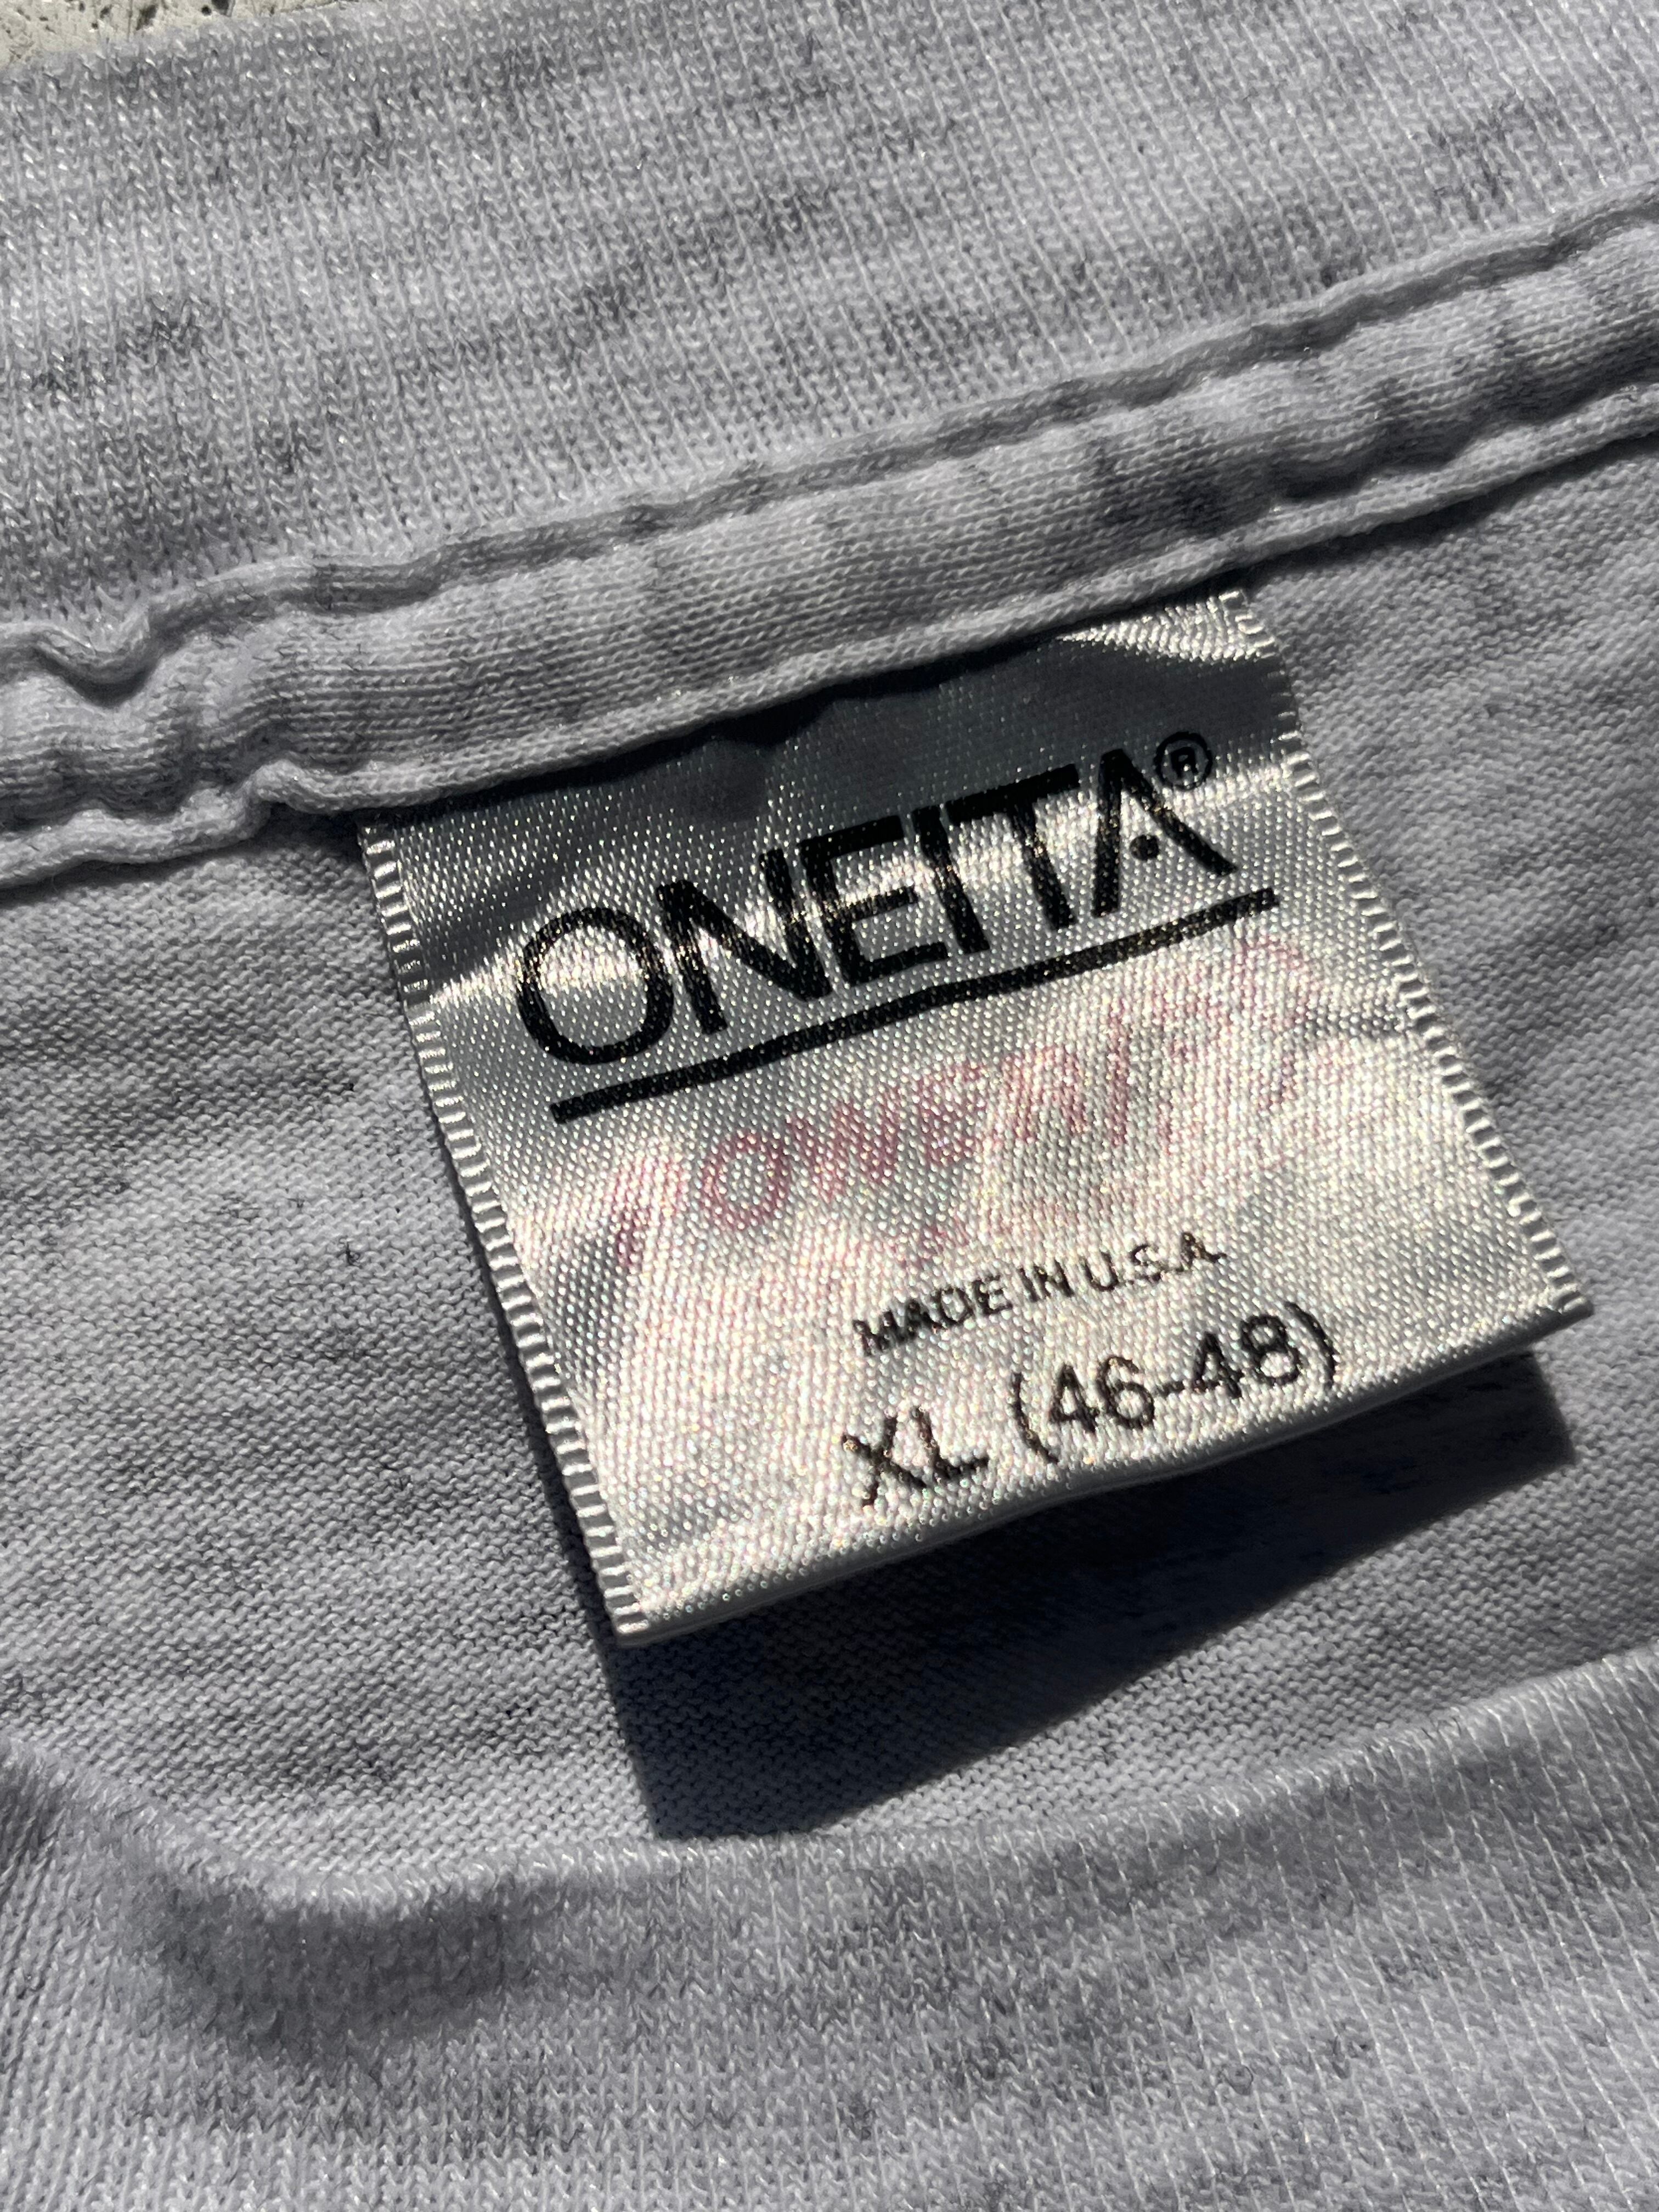 ONEITA®
MADE IN U.S.A.
XL (46-48)